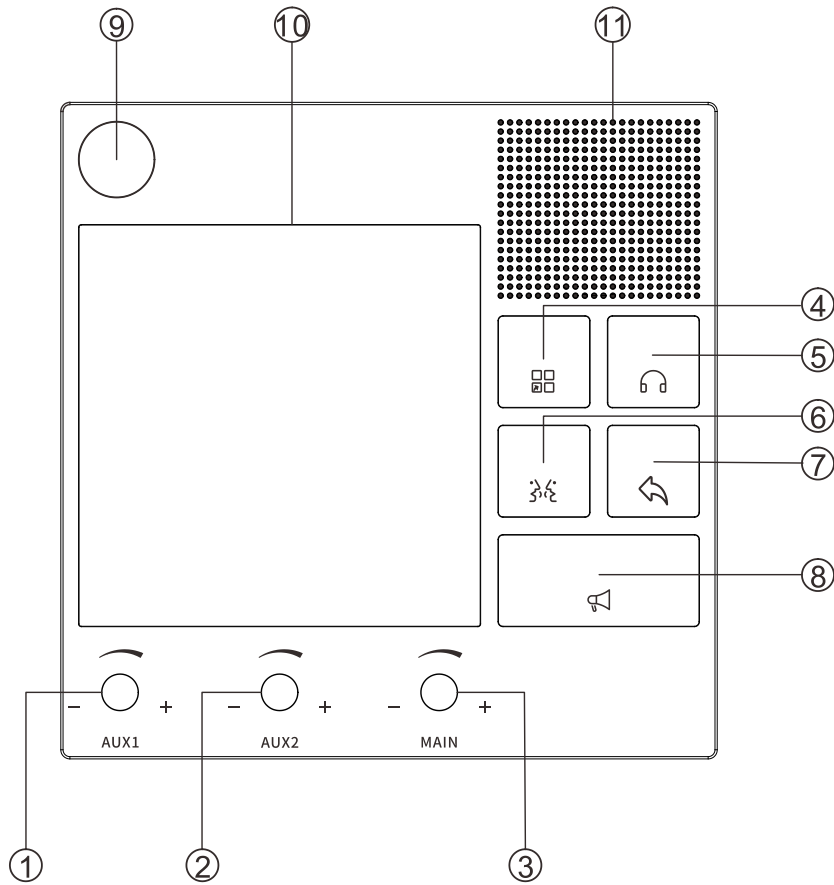 ⑨ ⑩ ⑪
④
⑤
⑥
⑦
⑧
− + − + − +
AUX1 AUX2 MAIN
① ② ③